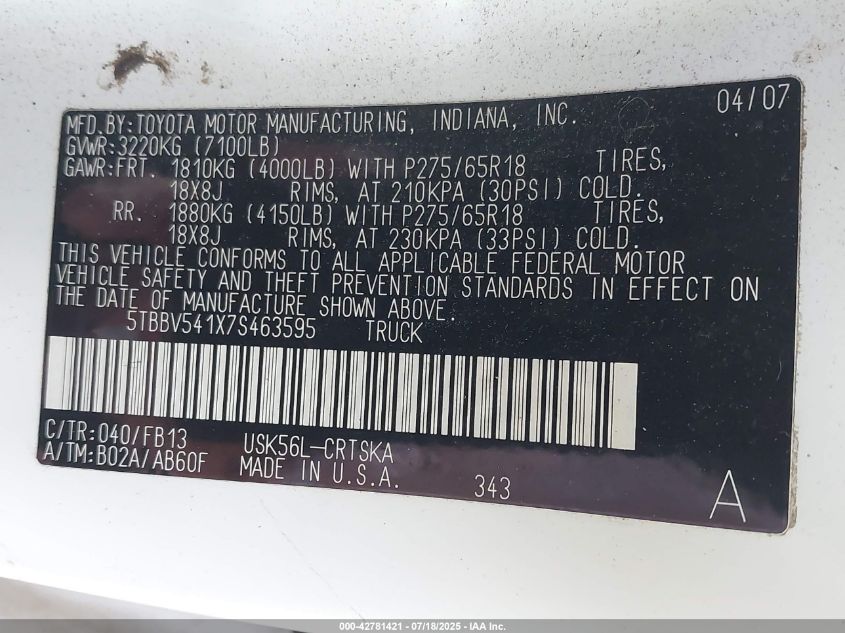 04/07
MFD.BY:TOYOTA MOTOR MANUFACTURING, INDIANA, INC.
GVWR:3220KG (7100LB)
GAWR:FRT. 1810KG (4000LB) WITH P275/65R18 TIRES,
18X8J RIMS, AT 210KPA (30PSI) COLD.
RR. 1880KG (4150LB) WITH P275/65R18 TIRES,
18X8J RIMS, AT 230KPA (33PSI) COLD.
THIS VEHICLE CONFORMS TO ALL APPLICABLE FEDERAL MOTOR
VEHICLE SAFETY AND THEFT PREVENTION STANDARDS IN EFFECT ON
THE DATE OF MANUFACTURE SHOWN ABOVE.
5TBBV541X7S463595 TRUCK
C/TR:040/FB13 USK56L-CRTSKA
A/TM:B02A/AB60F MADE IN U.S.A. 343
A
000-42781421 - 07/18/2025 - IAA Inc.